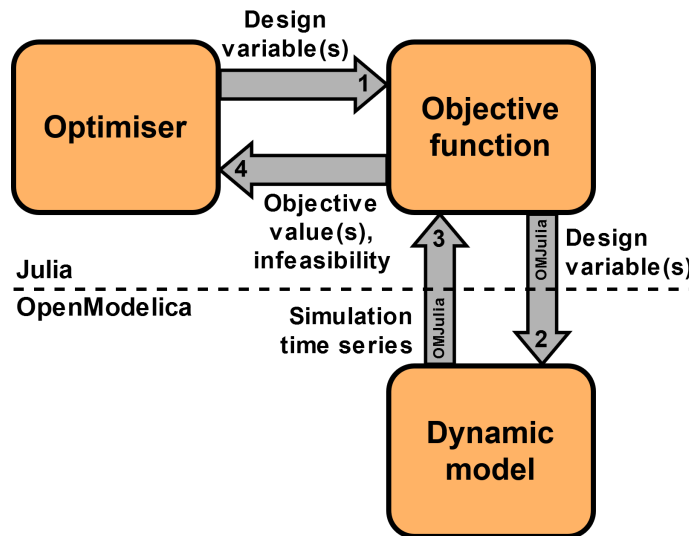 Design
variable(s)
1
Optimiser
Objective
function
4
Objective
value(s),
infeasibility
3
OMJulia
Design
variable(s)
Julia
OpenModelica
Simulation
time series
OMJulia
2
Dynamic
model